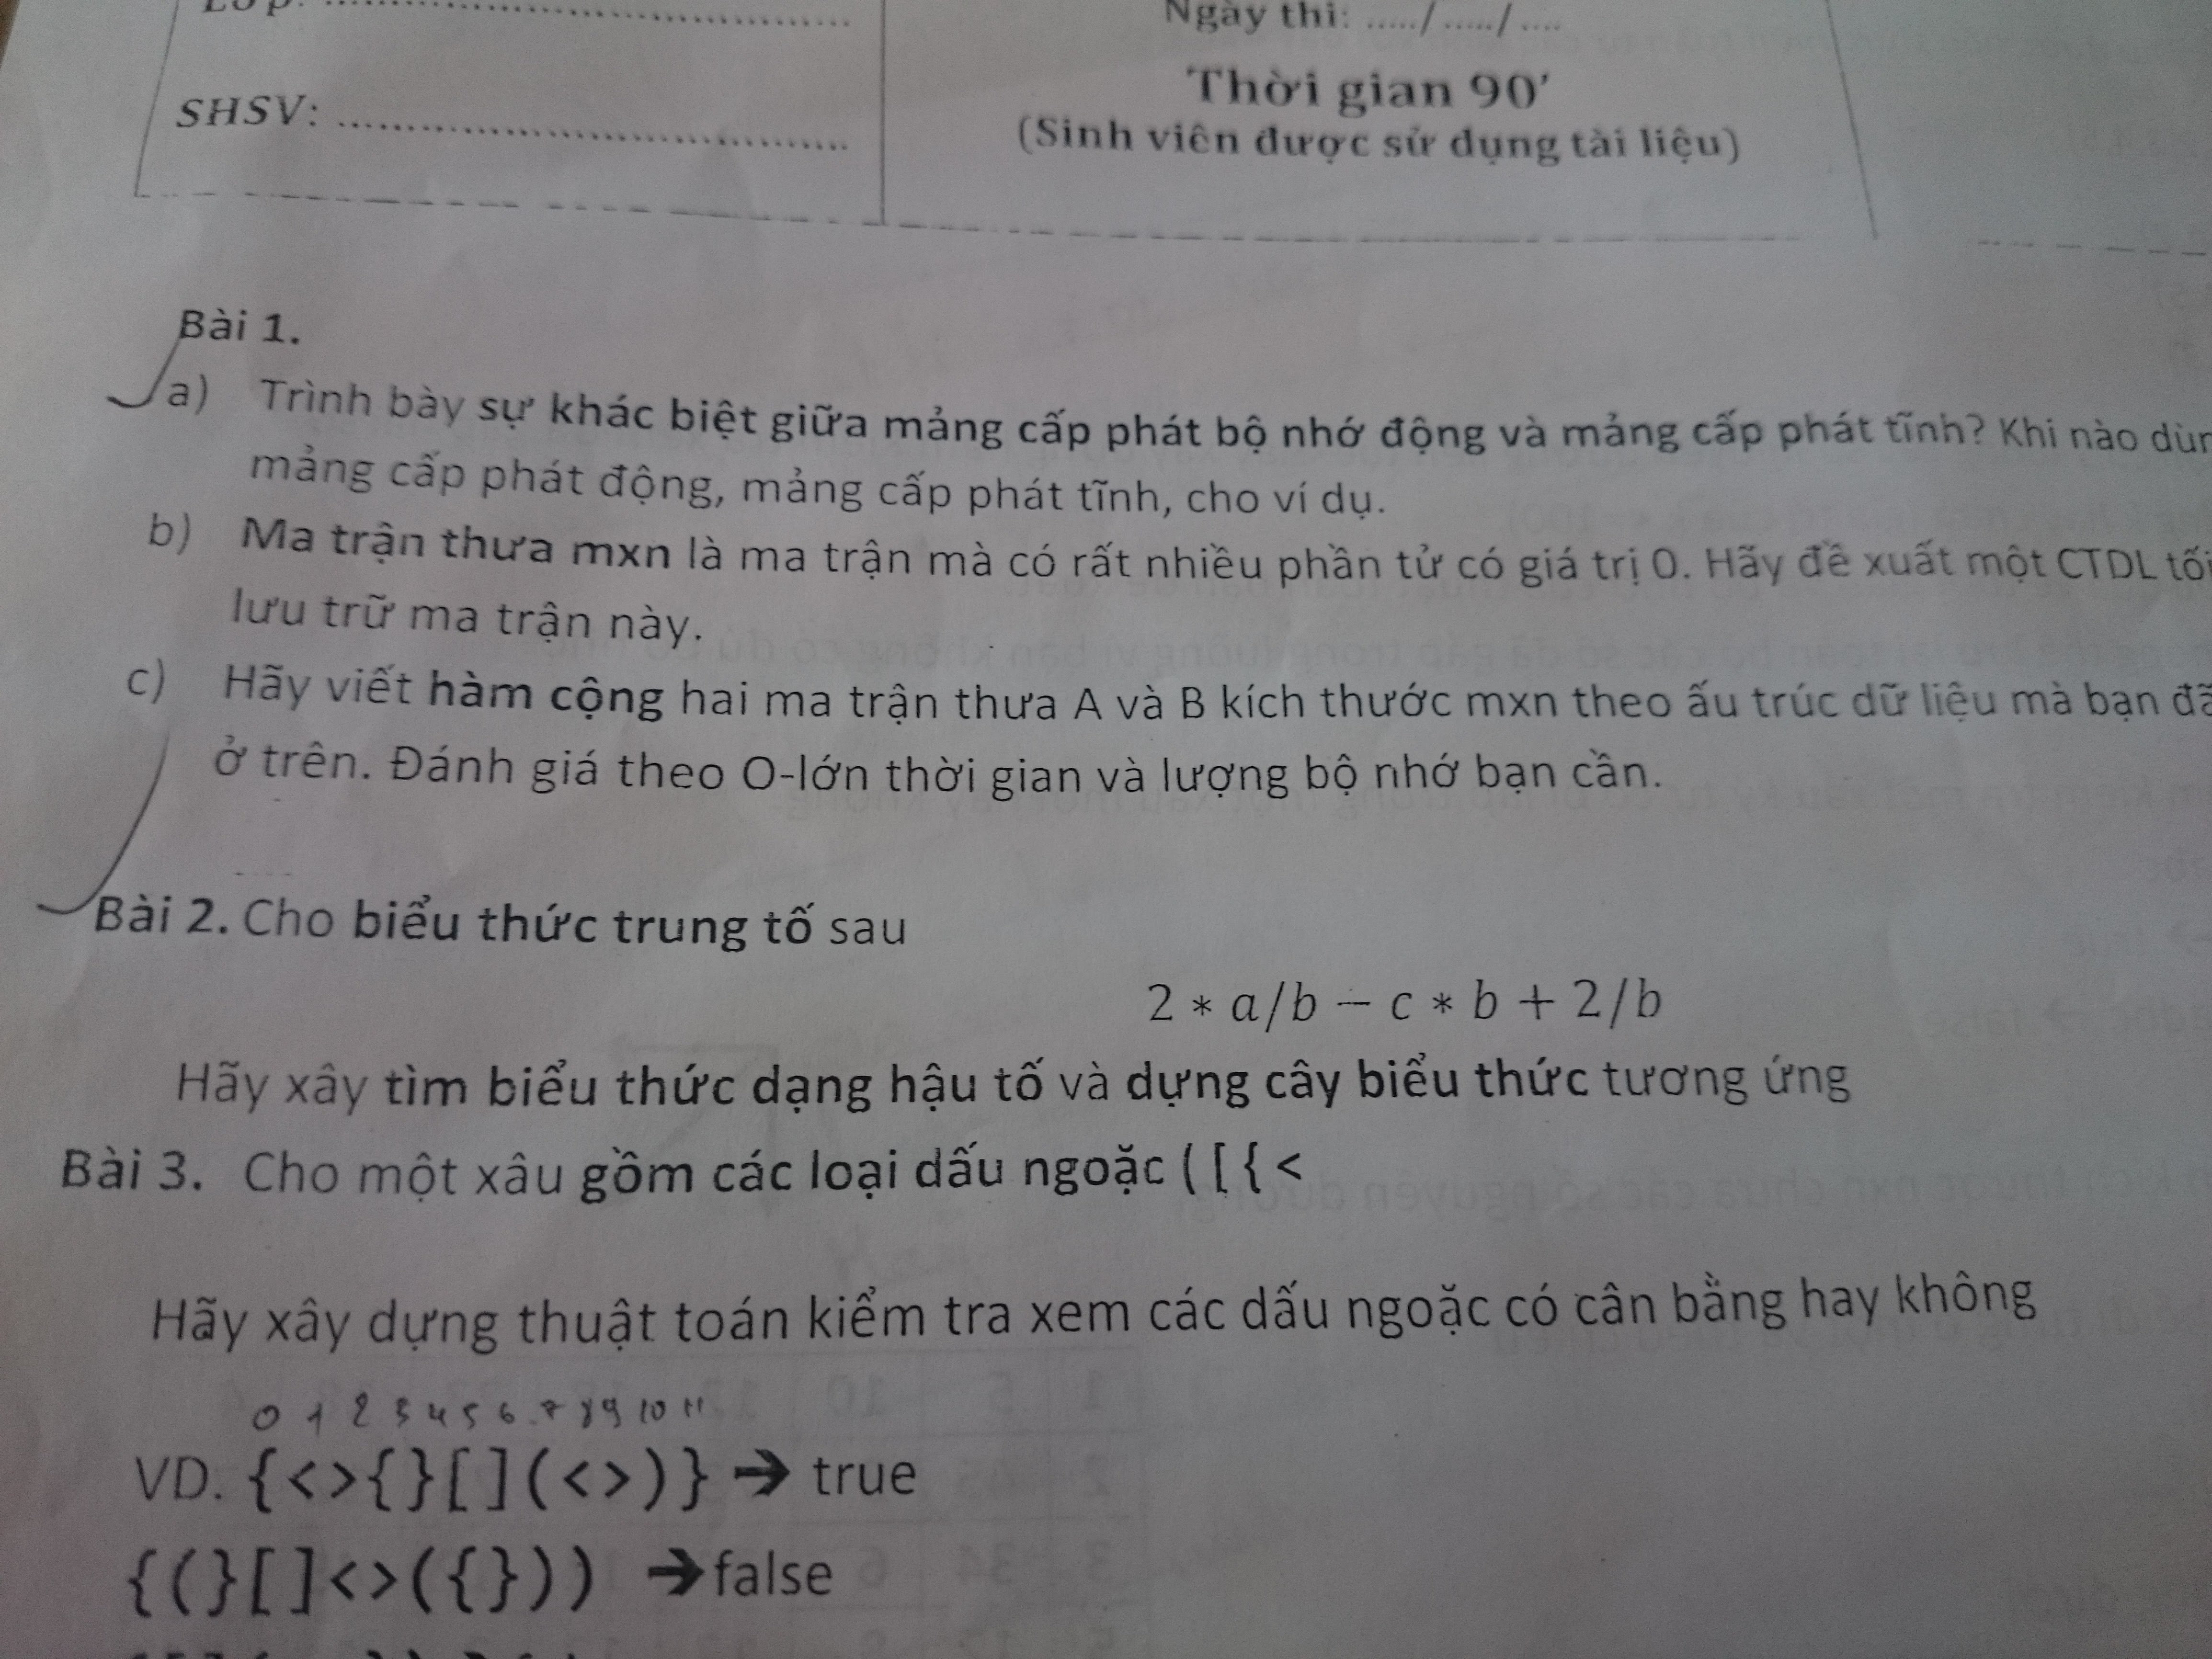 Ngày thi: ...../ ...../ ....
Thời gian 90’
SHSV: ........................................
(Sinh viên được sử dụng tài liệu)
Bài 1.
a) Trình bày sự khác biệt giữa mảng cấp phát bộ nhớ động và mảng cấp phát tĩnh? Khi nào
mảng cấp phát động, mảng cấp phát tĩnh, cho ví dụ.
b) Ma trận thưa mxn là ma trận mà có rất nhiều phần tử có giá trị 0. Hãy đề xuất một CTDL
lưu trữ ma trận này.
c) Hãy viết hàm cộng hai ma trận thưa A và B kích thước mxn theo ấu trúc dữ liệu mà bạn
ở trên. Đánh giá theo O-lớn thời gian và lượng bộ nhớ bạn cần.
Bài 2. Cho biểu thức trung tố sau
2 * a/b − c * b + 2/b
Hãy xây tìm biểu thức dạng hậu tố và dựng cây biểu thức tương ứng
Bài 3. Cho một xâu gồm các loại dấu ngoặc ( [ { <
Hãy xây dựng thuật toán kiểm tra xem các dấu ngoặc có cân bằng hay không
0 1 2 3 4 5 6 7 8 9 10 11
VD. {<>{}[](<>)} ➔ true
{(}[]<>({})) ➔ false